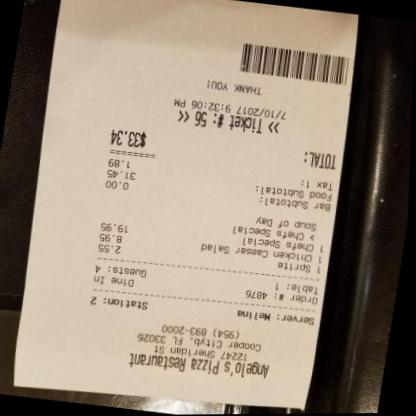 Angelo's Pizza Restaurant
12247 Sheridan St
Cooper Cityb, FL 33026
(954) 893-2000
Server: Melina Station: 2
Order #: 4876 Dine In
Table: 1 Guests: 4
1 Sprite 2.55
1 Chicken Caesar Salad 8.95
1 Chefs Special 19.95
> Chefs Special
Soup of Day
Bar Subtotal: 0.00
Food Subtotal: 31.45
Tax 1: 1.89
========
TOTAL: $33.34
>> Ticket #: 56 <<
7/10/2017 9:32:06 PM
THANK YOU!